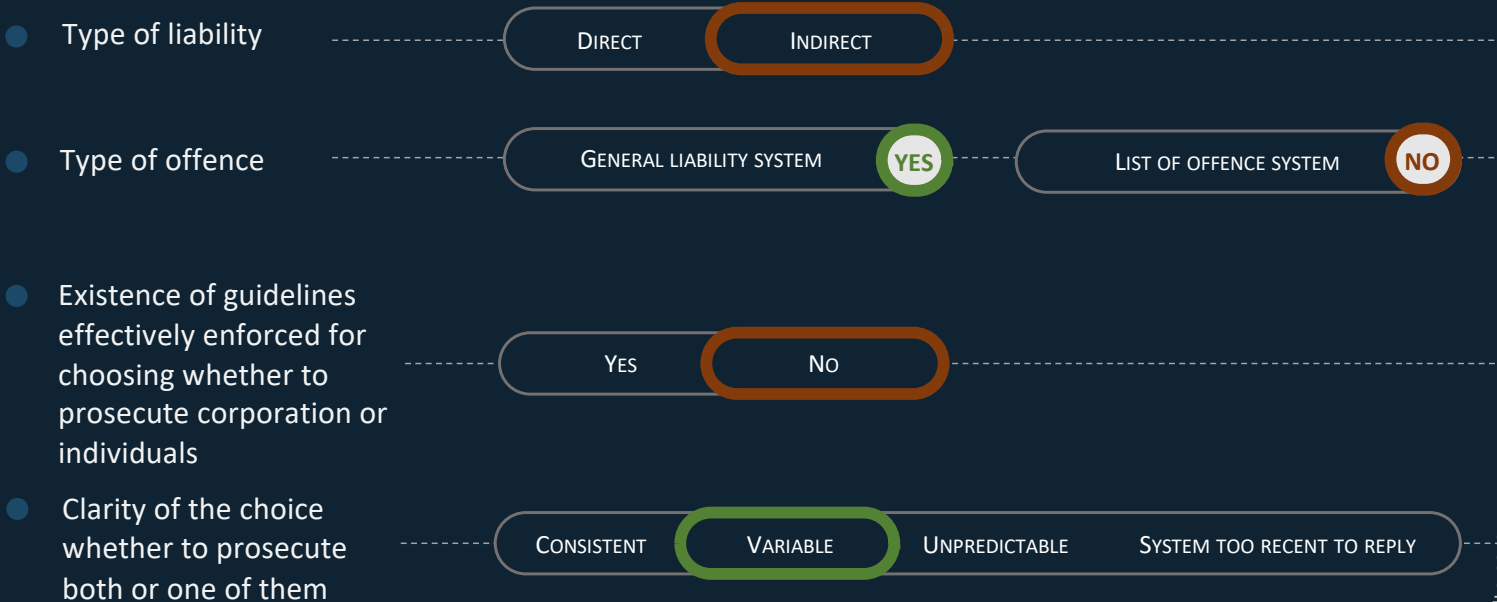 Type of liability
DIRECT INDIRECT
Type of offence
GENERAL LIABILITY SYSTEM YES LIST OF OFFENCE SYSTEM NO
Existence of guidelines
effectively enforced for
choosing whether to
prosecute corporation or
individuals
YES NO
Clarity of the choice
whether to prosecute
both or one of them
CONSISTENT VARIABLE UNPREDICTABLE SYSTEM TOO RECENT TO REPLY